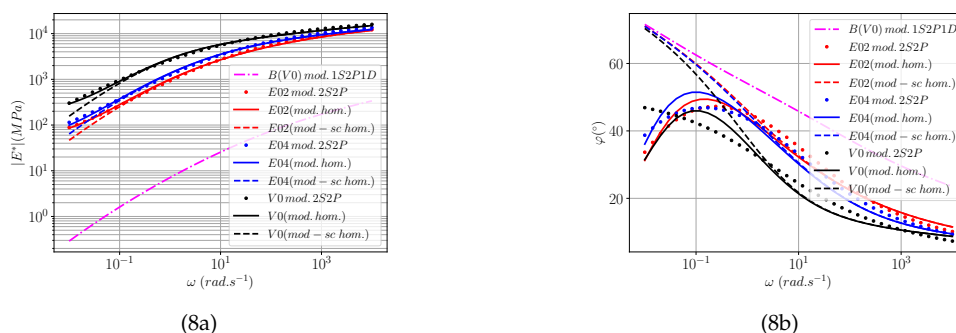 10^4
10^3
10^2
10^1
10^0
|E*|(MPa)
10^-1
10^1
10^3
ω (rad.s^-1)
B(V0) mod. 1S2P1D
E02 mod. 2S2P
E02(mod. hom.)
E02(mod − sc hom.)
E04 mod. 2S2P
E04(mod. hom.)
E04(mod − sc hom.)
V0 mod. 2S2P
V0(mod. hom.)
V0(mod − sc hom.)
(8a)
60
40
20
φ(°)
10^-1
10^1
10^3
ω (rad.s^-1)
B(V0) mod. 1S2P1D
E02 mod. 2S2P
E02(mod. hom.)
E02(mod − sc hom.)
E04 mod. 2S2P
E04(mod. hom.)
E04(mod − sc hom.)
V0 mod. 2S2P
V0(mod. hom.)
V0(mod − sc hom.)
(8b)